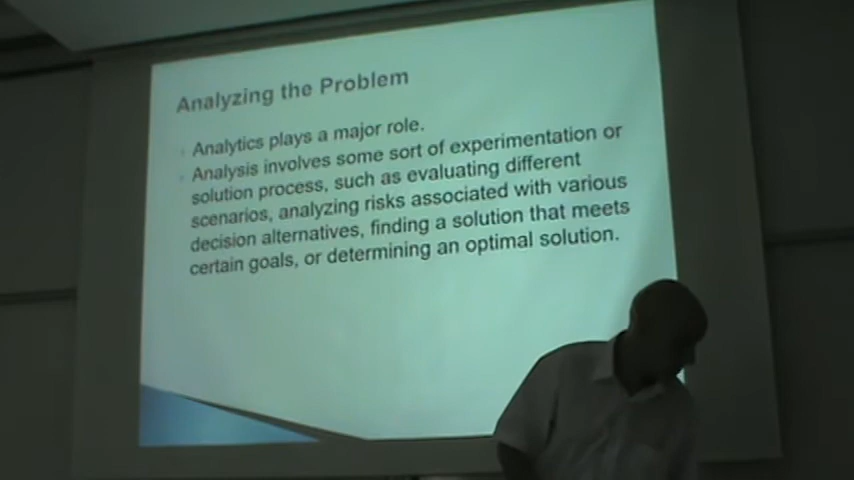 Analyzing the Problem
Analytics plays a major role.
Analysis involves some sort of experimentation or
solution process, such as evaluating different
scenarios, analyzing risks associated with various
decision alternatives, finding a solution that meets
certain goals, or determining an optimal solution.